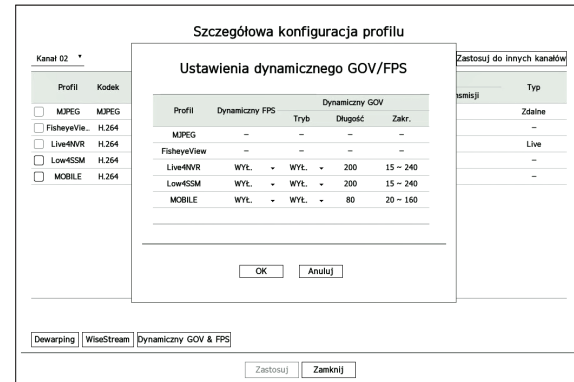 Szczegółowa konfiguracja profilu
Kanał 02
Zastosuj do innych kanałów
Profil Kodek
nsmisji
Typ
MJPEG MJPEG Zdalne
FisheyeVie.. H.264 –
Live4NVR H.264 Live
Low4SSM H.264 –
MOBILE H.264 –
Ustawienia dynamicznego GOV/FPS
Profil Dynamiczny FPS Dynamiczny GOV
Tryb Długość Zakr.
MJPEG – – – –
FisheyeView – – – –
Live4NVR WYŁ. WYŁ. 200 15 ~ 240
Low4SSM WYŁ. WYŁ. 200 15 ~ 240
MOBILE WYŁ. WYŁ. 80 20 ~ 160
OK Anuluj
Dewarping WiseStream Dynamiczny GOV & FPS
Zastosuj Zamknij